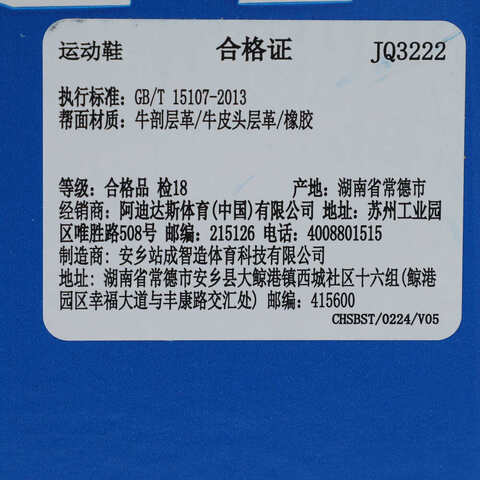 运动鞋 合格证 JQ3222
执行标准: GB/T 15107-2013
帮面材质: 牛剖层革/牛皮头层革/橡胶
等级: 合格品 检18 产地: 湖南省常德市
经销商: 阿迪达斯体育(中国)有限公司 地址: 苏州工业园
区唯胜路508号 邮编: 215126 电话: 4008801515
制造商: 安乡站成智造体育科技有限公司
地址: 湖南省常德市安乡县大鲸港镇西城社区十六组(鲸港
园区幸福大道与丰康路交汇处) 邮编: 415600
CHSBST/0224/V05